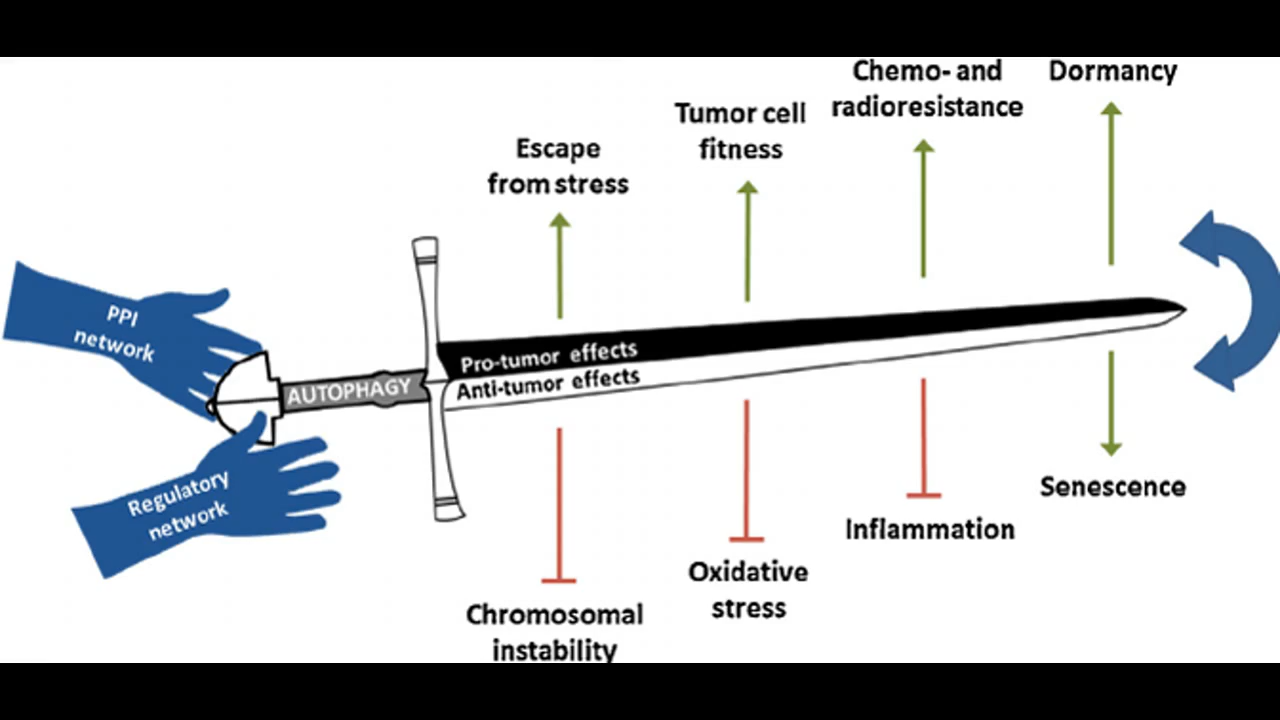 Chemo- and
radioresistance
Dormancy
Tumor cell
fitness
Escape
from stress
PPI
network
AUTOPHAGY
Pro-tumor effects
Anti-tumor effects
Regulatory
network
Senescence
Inflammation
Oxidative
stress
Chromosomal
instability